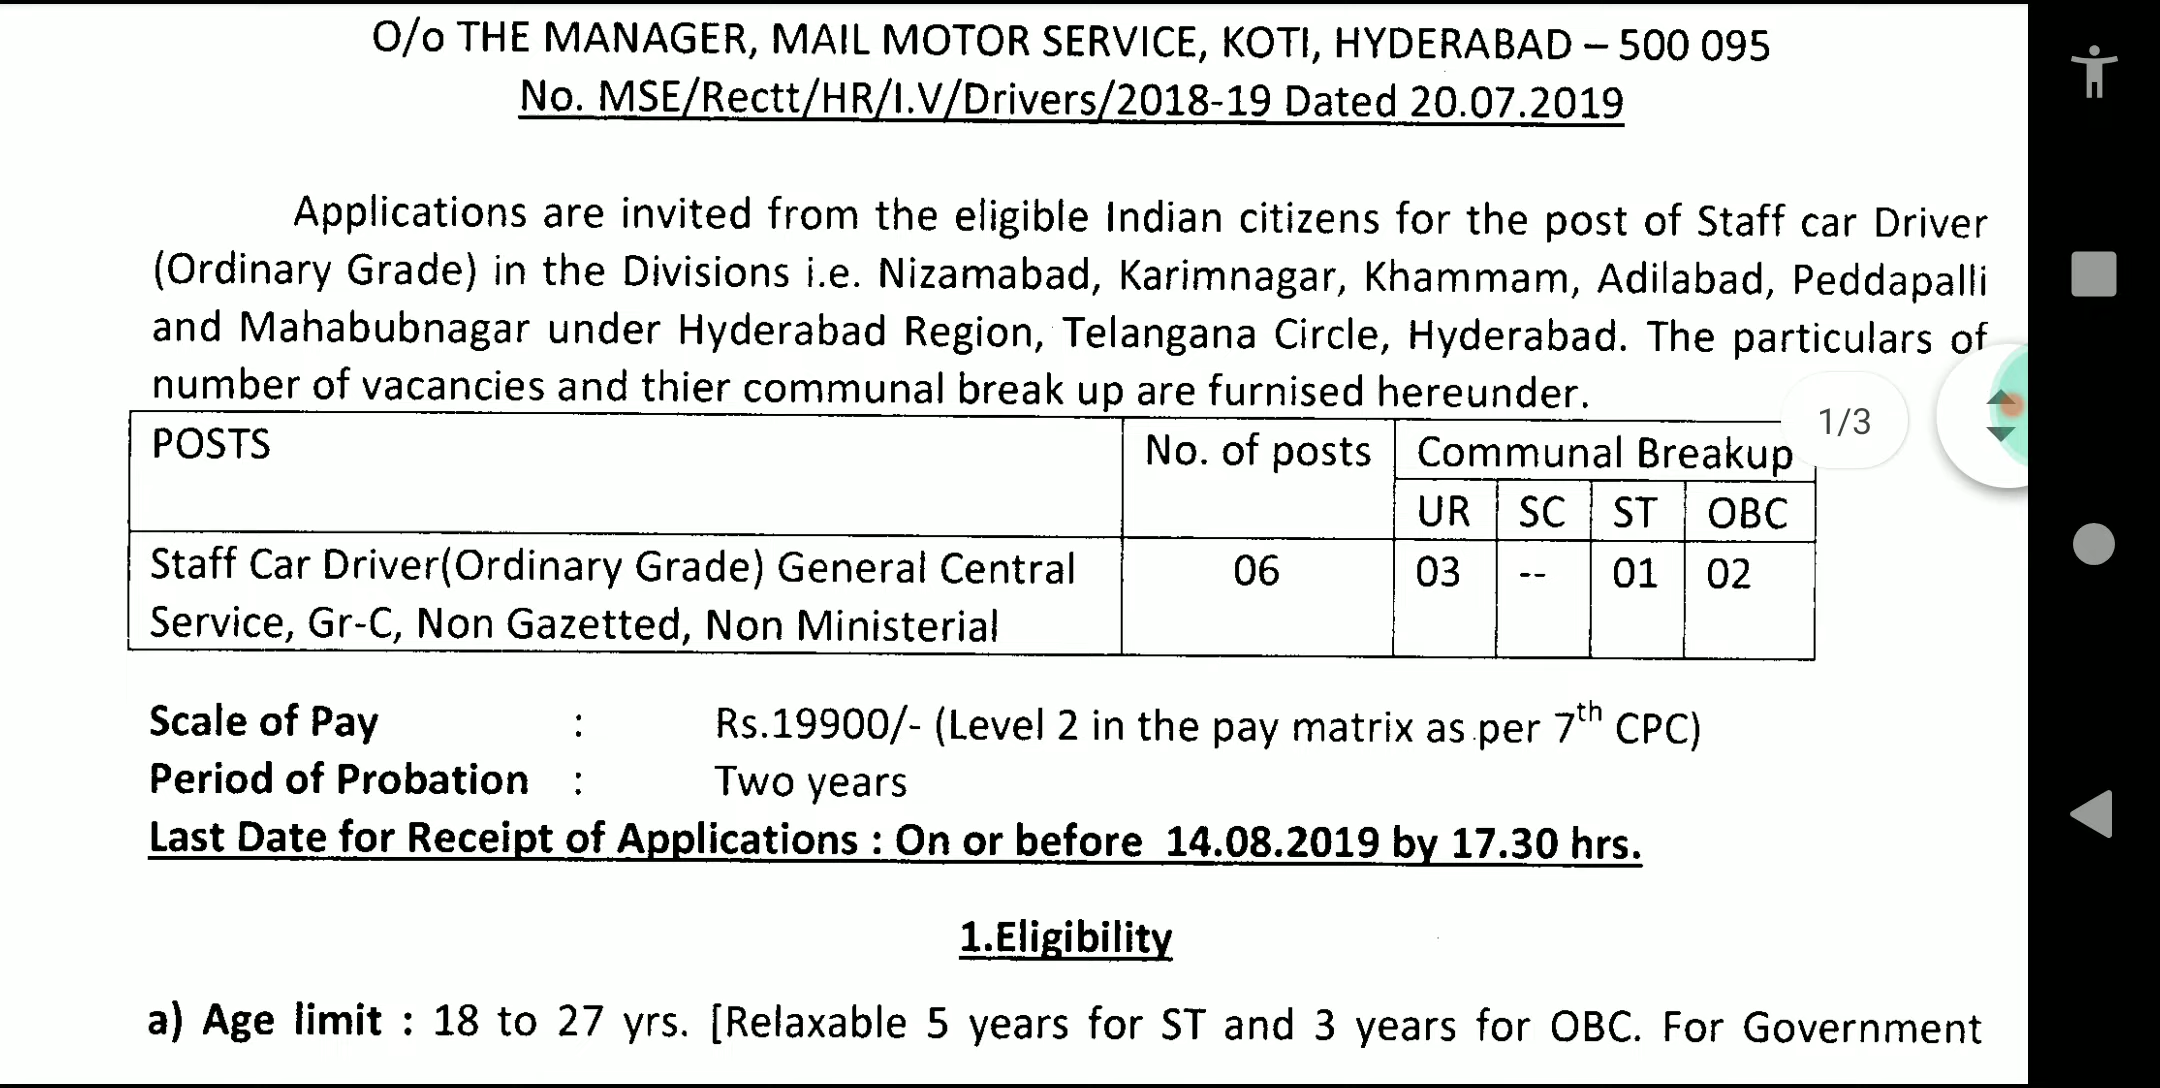 O/o THE MANAGER, MAIL MOTOR SERVICE, KOTI, HYDERABAD – 500 095
No. MSE/Rectt/HR/I.V/Drivers/2018-19 Dated 20.07.2019
Applications are invited from the eligible Indian citizens for the post of Staff car Driver
(Ordinary Grade) in the Divisions i.e. Nizamabad, Karimnagar, Khammam, Adilabad, Peddapalli
and Mahabubnagar under Hyderabad Region, Telangana Circle, Hyderabad. The particulars of
number of vacancies and thier communal break up are furnised hereunder.
1/3
POSTS No. of posts Communal Breakup
UR SC ST OBC
Staff Car Driver(Ordinary Grade) General Central 06 03 -- 01 02
Service, Gr-C, Non Gazetted, Non Ministerial
Scale of Pay : Rs.19900/- (Level 2 in the pay matrix as per 7th CPC)
Period of Probation : Two years
Last Date for Receipt of Applications : On or before 14.08.2019 by 17.30 hrs.
1.Eligibility
a) Age limit : 18 to 27 yrs. [Relaxable 5 years for ST and 3 years for OBC. For Government